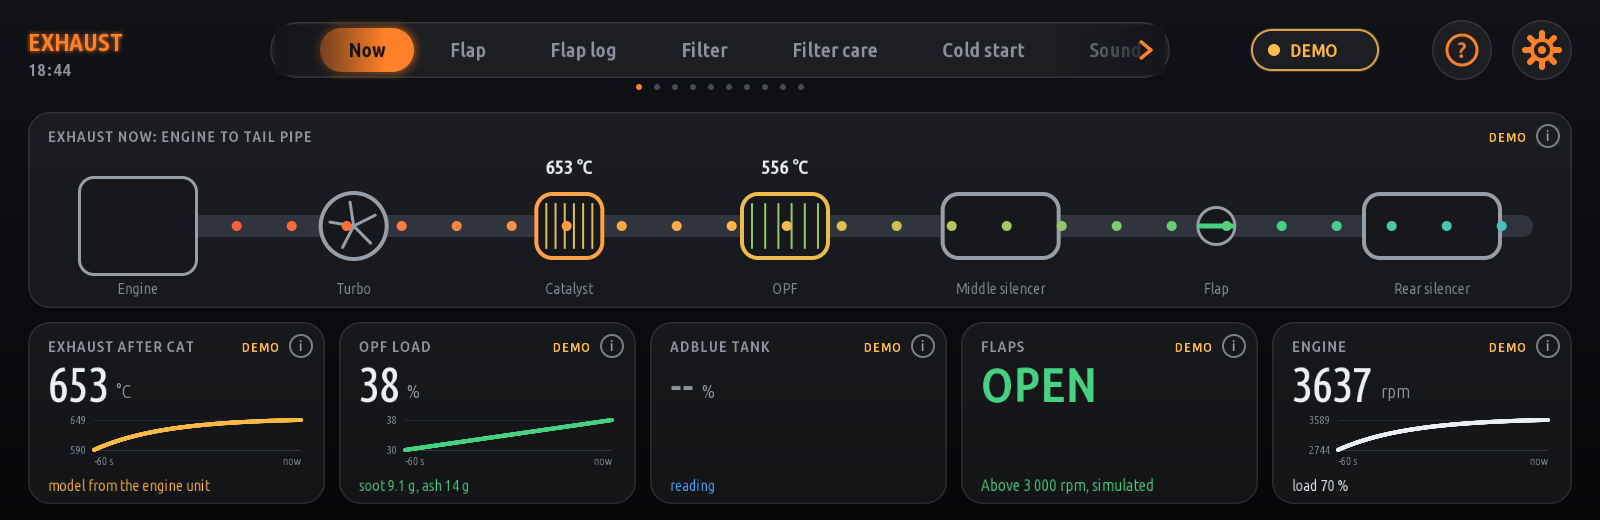 EXHAUST
18:44
Now Flap Flap log Filter Filter care Cold start Sound
DEMO
?
EXHAUST NOW: ENGINE TO TAIL PIPE
DEMO i
653 °C 556 °C
Engine Turbo Catalyst OPF Middle silencer Flap Rear silencer
EXHAUST AFTER CAT DEMO i
653 °C
649
590
-60 s now
model from the engine unit
OPF LOAD DEMO i
38 %
38
30
-60 s now
soot 9.1 g, ash 14 g
ADBLUE TANK DEMO i
-- %
reading
FLAPS DEMO i
OPEN
Above 3 000 rpm, simulated
ENGINE DEMO i
3637 rpm
3589
2744
-60 s now
load 70 %